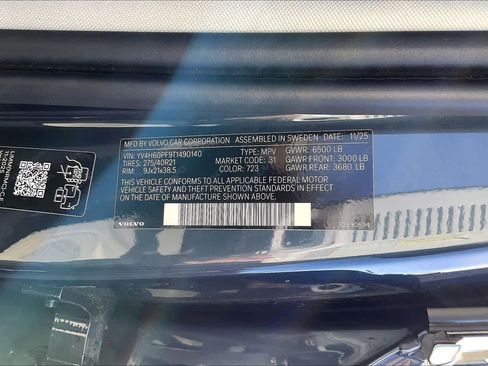 MFD BY VOLVO CAR CORPORATION ASSEMBLED IN SWEDEN 11/25
VIN: YV4H60PF9T1490140 TYPE: MPV GVWR: 6500 LB
TIRES: 275/40R21 MARKET CODE: 31 GAWR FRONT: 3000 LB
RIM: 9Jx21x38.5 COLOR: 723 GAWR REAR: 3680 LB
THIS VEHICLE CONFORMS TO ALL APPLICABLE FEDERAL MOTOR
VEHICLE SAFETY AND THEFT PREVENTION STANDARDS IN EFFECT ON
THE DATE OF MANUFACTURE SHOWN ABOVE.
VOLVO